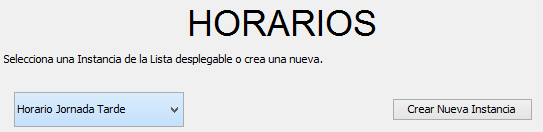 HORARIOS
Selecciona una Instancia de la Lista desplegable o crea una nueva.
Horario Jornada Tarde
Crear Nueva Instancia